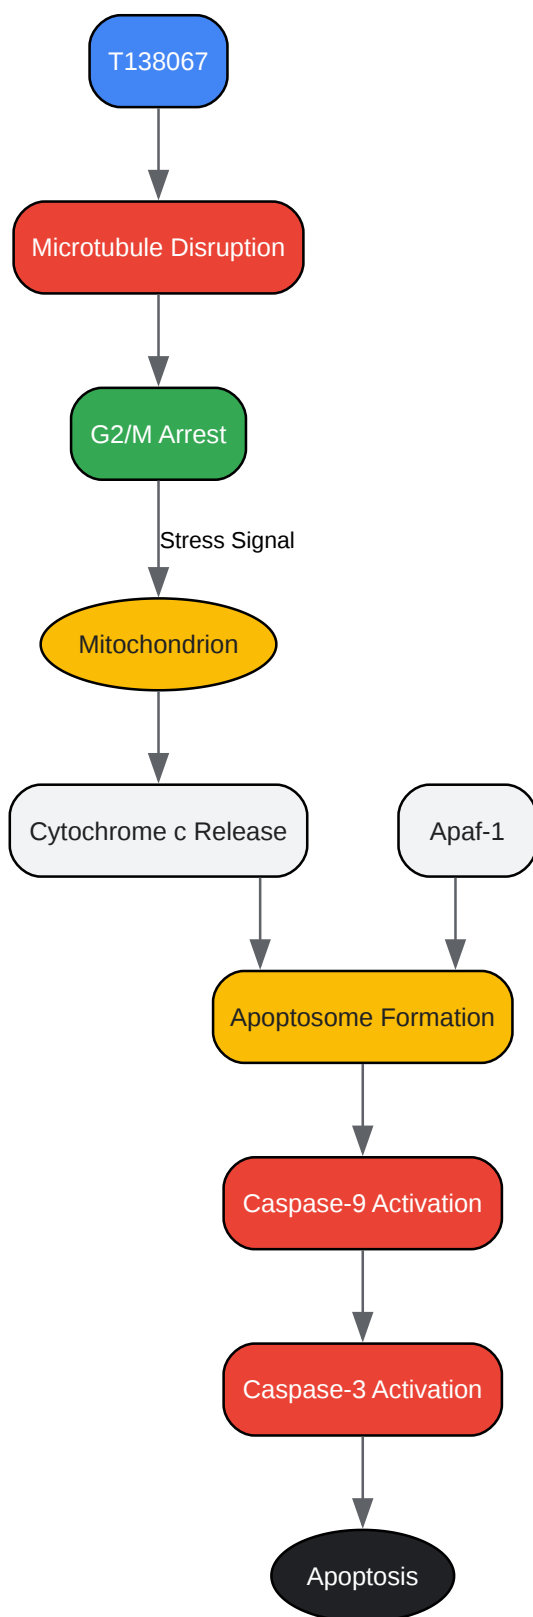 T138067
Microtubule Disruption
G2/M Arrest
Stress Signal
Mitochondrion
Cytochrome c Release
Apaf-1
Apoptosome Formation
Caspase-9 Activation
Caspase-3 Activation
Apoptosis